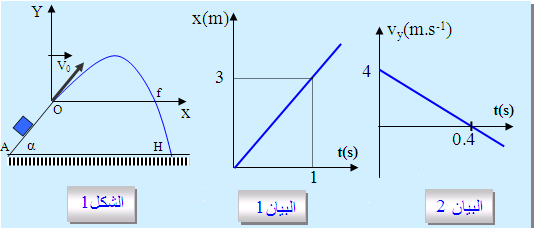 Y
V₀
O
f
X
A
α
H
الشكل1
x(m)
3
1
t(s)
البيان1
vy(m.s-1)
4
t(s)
0.4
البيان 2